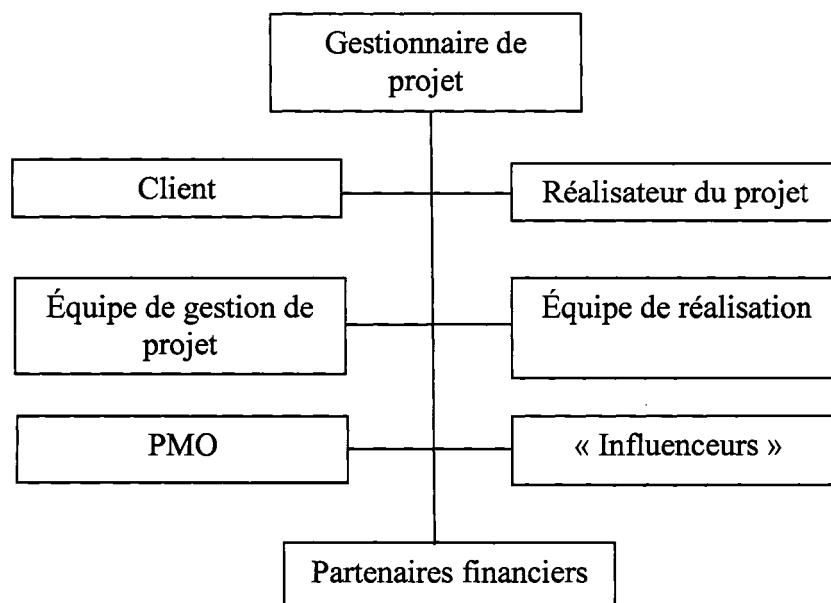 Gestionnaire de
projet
Client
Réalisateur du projet
Équipe de gestion de
projet
Équipe de réalisation
PMO
« Influenceurs »
Partenaires financiers